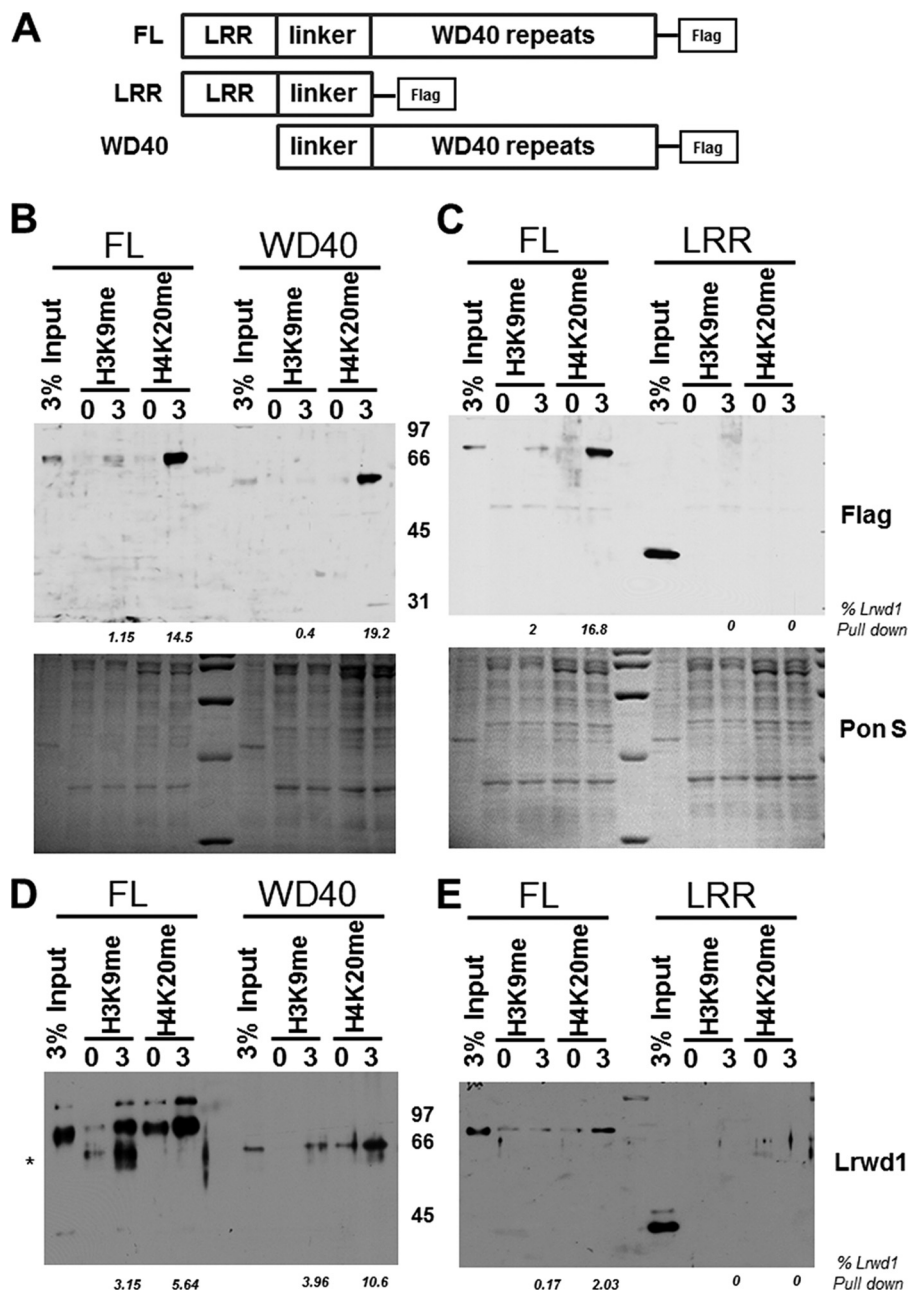 A
FL LRR linker WD40 repeats Flag
LRR LRR linker Flag
WD40 linker WD40 repeats Flag
B
FL WD40
3% Input H3K9me H4K20me 3% Input H3K9me H4K20me
0 3 0 3 0 3 0 3
97
66
45
31
1.15 14.5 0.4 19.2
C
FL LRR
3% Input H3K9me H4K20me 3% Input H3K9me H4K20me
0 3 0 3 0 3 0 3
Flag
% Lrwd1
Pull down
2 16.8 0 0
Pon S
D
FL WD40
3% Input H3K9me H4K20me 3% Input H3K9me H4K20me
0 3 0 3 0 3 0 3
97
66
*
45
3.15 5.64 3.96 10.6
E
FL LRR
3% Input H3K9me H4K20me 3% Input H3K9me H4K20me
0 3 0 3 0 3 0 3
Lrwd1
% Lrwd1
Pull down
0.17 2.03 0 0